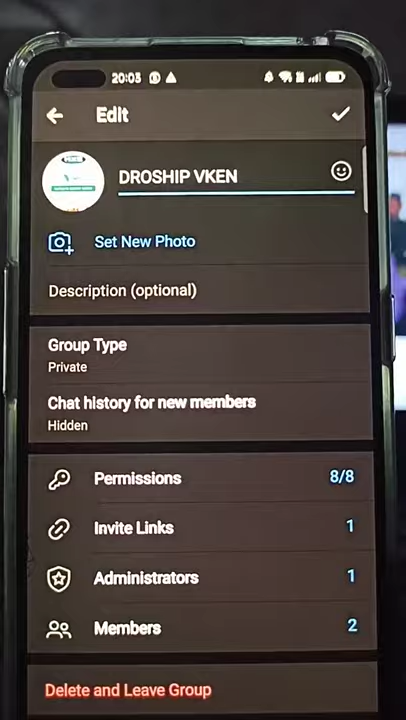 20:03
Edit
DROSHIP VKEN
Set New Photo
Description (optional)
Group Type
Private
Chat history for new members
Hidden
Permissions 8/8
Invite Links 1
Administrators 1
Members 2
Delete and Leave Group